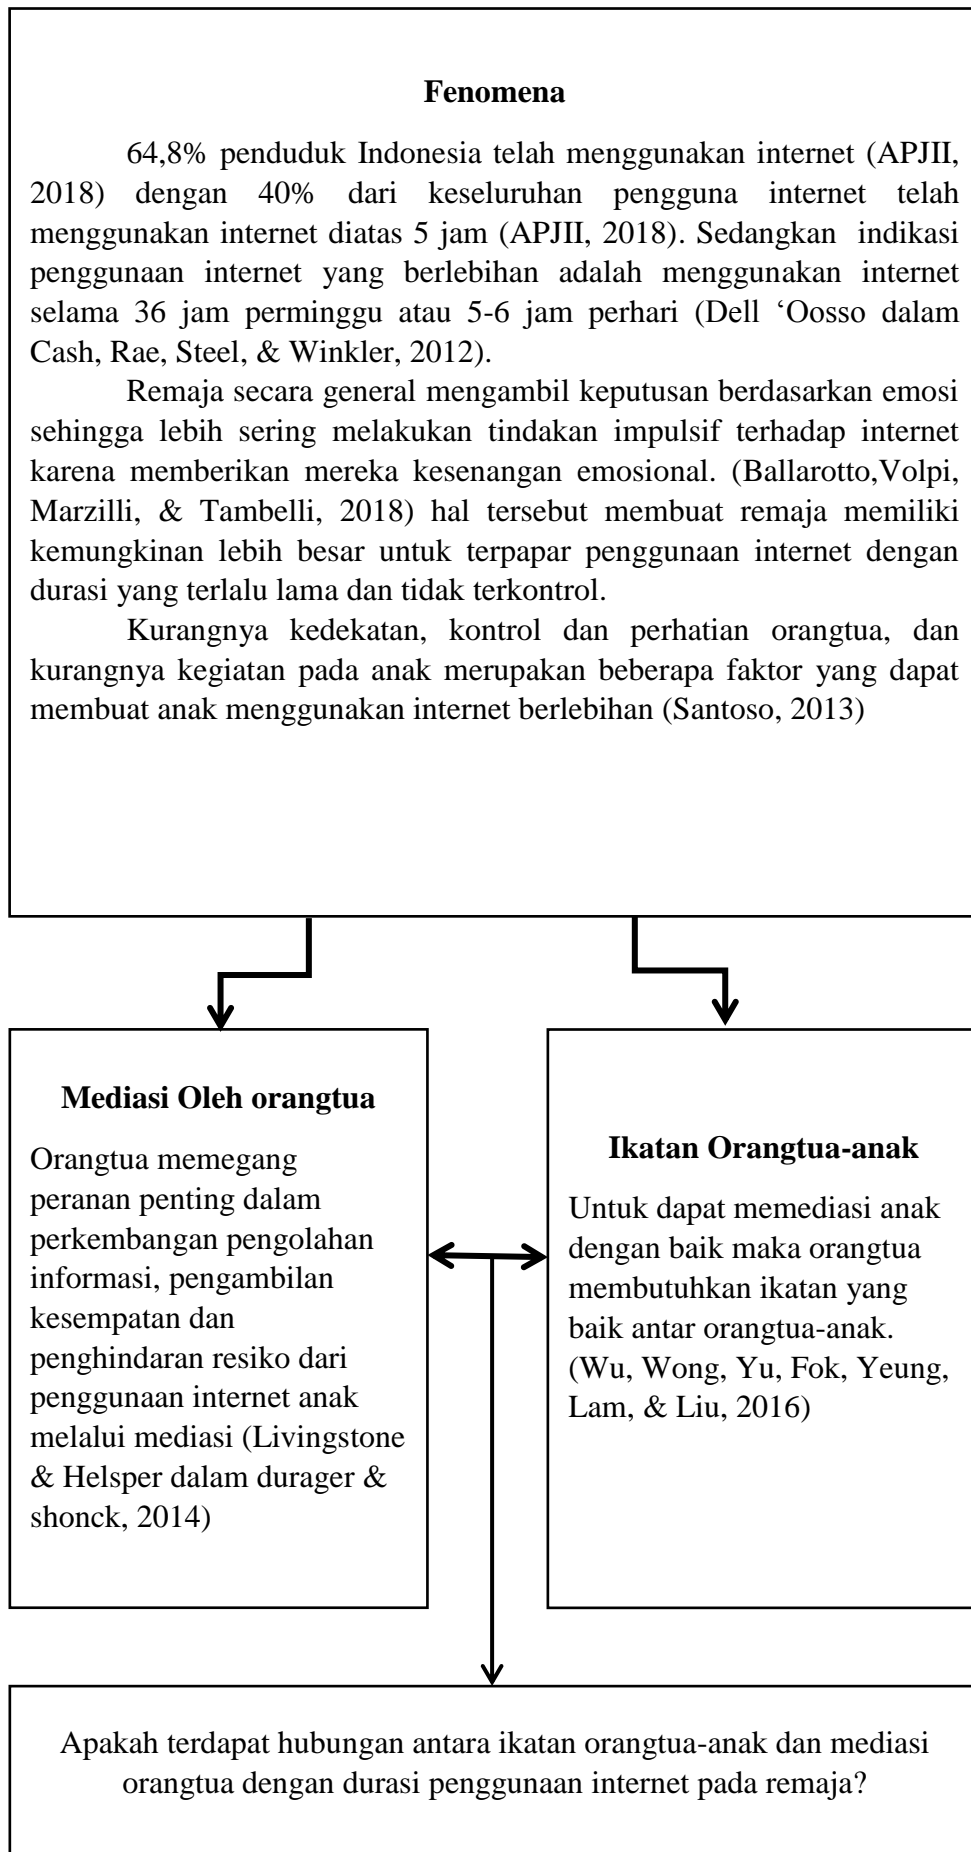 Fenomena
64,8% penduduk Indonesia telah menggunakan internet (APJII,
2018) dengan 40% dari keseluruhan pengguna internet telah
menggunakan internet diatas 5 jam (APJII, 2018). Sedangkan indikasi
penggunaan internet yang berlebihan adalah menggunakan internet
selama 36 jam perminggu atau 5-6 jam perhari (Dell ‘Oosso dalam
Cash, Rae, Steel, & Winkler, 2012).
Remaja secara general mengambil keputusan berdasarkan emosi
sehingga lebih sering melakukan tindakan impulsif terhadap internet
karena memberikan mereka kesenangan emosional. (Ballarotto,Volpi,
Marzilli, & Tambelli, 2018) hal tersebut membuat remaja memiliki
kemungkinan lebih besar untuk terpapar penggunaan internet dengan
durasi yang terlalu lama dan tidak terkontrol.
Kurangnya kedekatan, kontrol dan perhatian orangtua, dan
kurangnya kegiatan pada anak merupakan beberapa faktor yang dapat
membuat anak menggunakan internet berlebihan (Santoso, 2013)
Mediasi Oleh orangtua
Orangtua memegang
peranan penting dalam
perkembangan pengolahan
informasi, pengambilan
kesempatan dan
penghindaran resiko dari
penggunaan internet anak
melalui mediasi (Livingstone
& Helsper dalam durager &
shonck, 2014)
Ikatan Orangtua-anak
Untuk dapat memediasi anak
dengan baik maka orangtua
membutuhkan ikatan yang
baik antar orangtua-anak.
(Wu, Wong, Yu, Fok, Yeung,
Lam, & Liu, 2016)
Apakah terdapat hubungan antara ikatan orangtua-anak dan mediasi
orangtua dengan durasi penggunaan internet pada remaja?